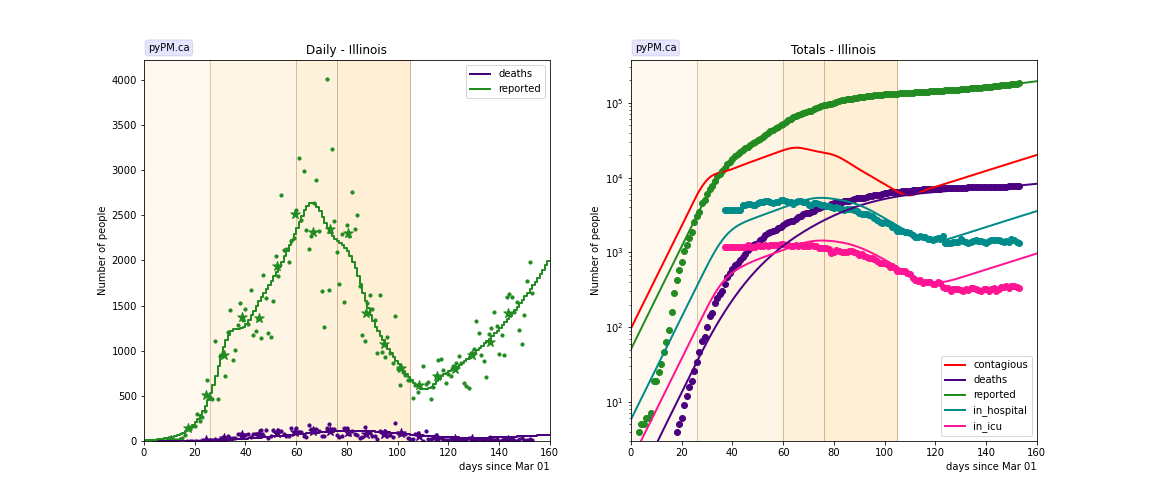 pyPM.ca
Daily - Illinois
deaths
reported
Number of people
4000
3500
3000
2500
2000
1500
1000
500
0
0 20 40 60 80 100 120 140 160
days since Mar 01
pyPM.ca
Totals - Illinois
Number of people
10^5
10^4
10^3
10^2
10^1
contagious
deaths
reported
in_hospital
in_icu
0 20 40 60 80 100 120 140 160
days since Mar 01